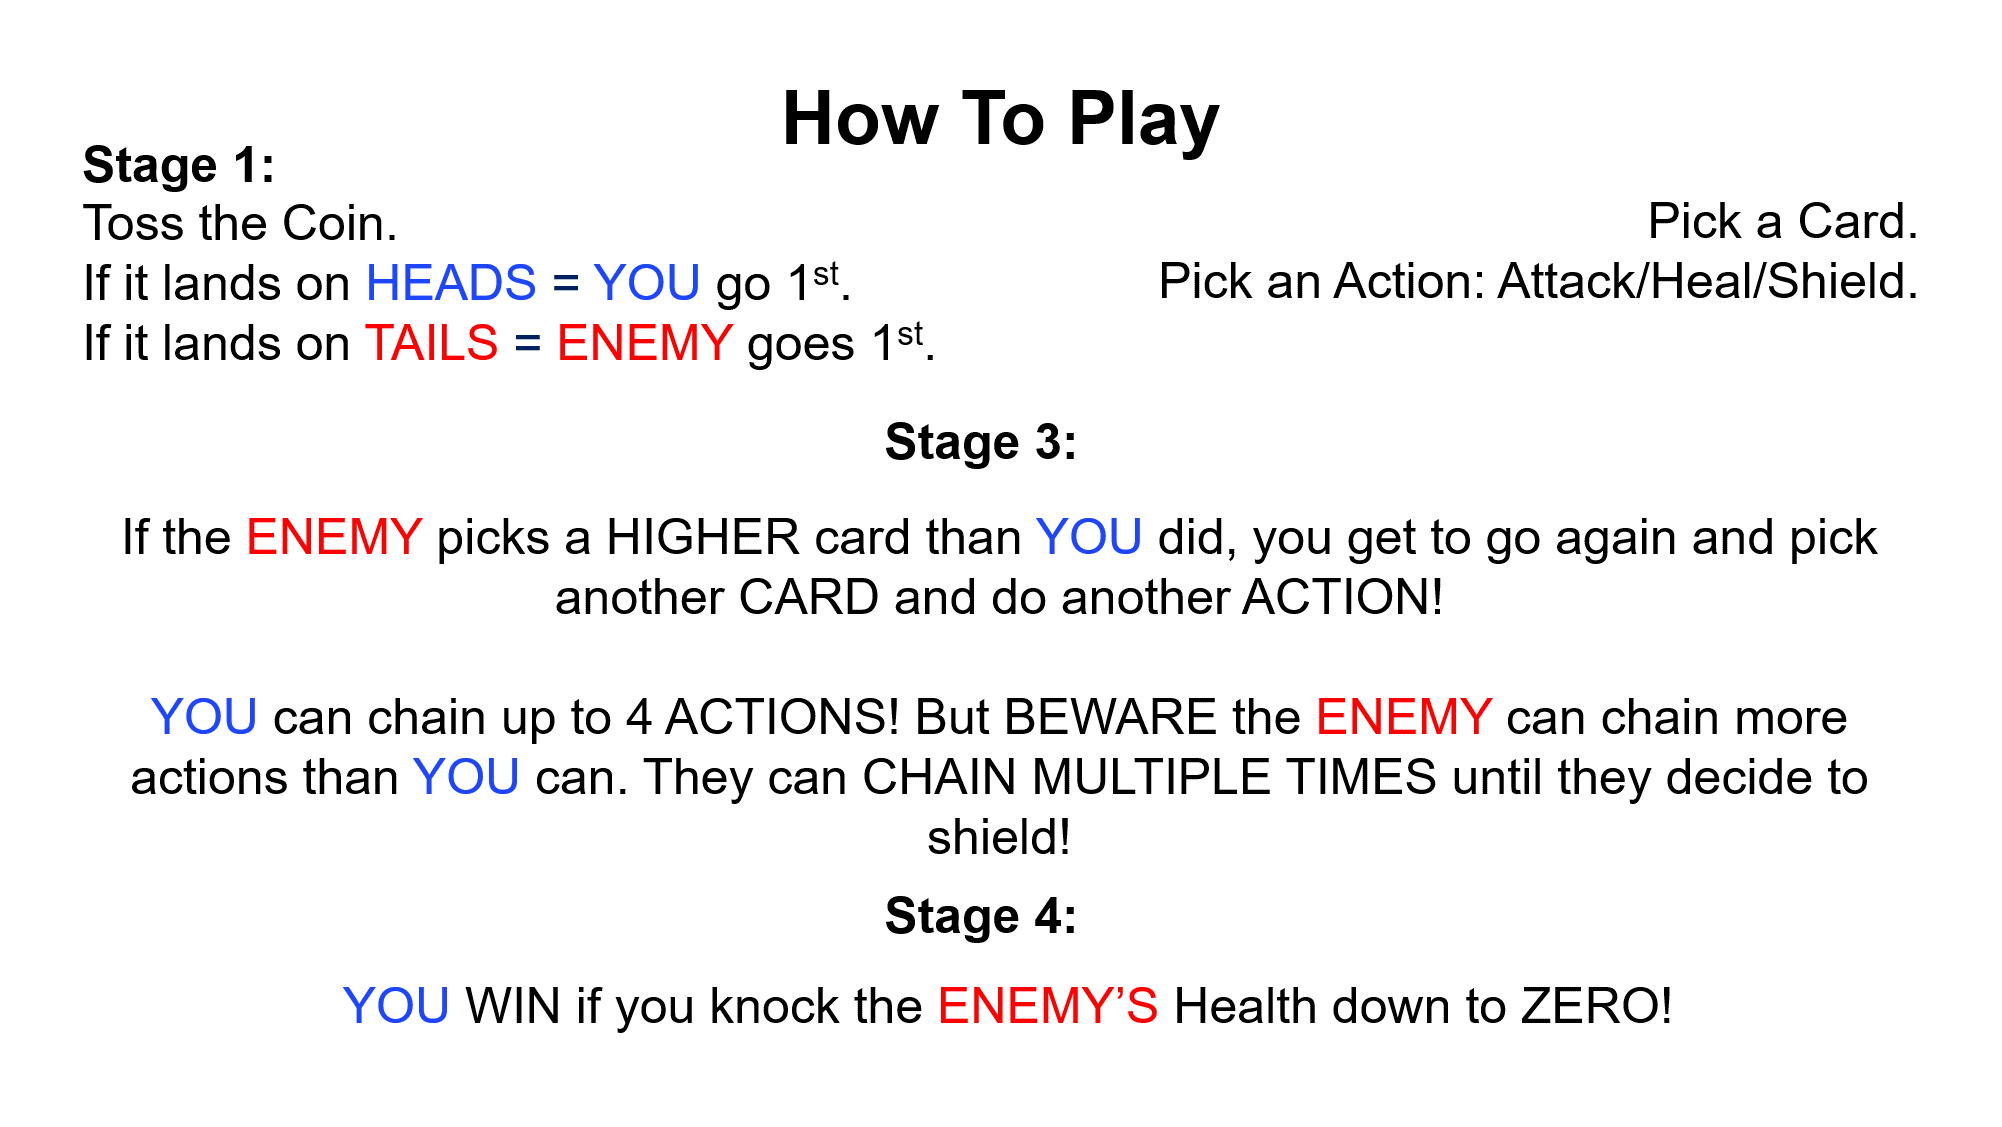 How To Play
Stage 1:
Toss the Coin.
If it lands on HEADS = YOU go 1st.
If it lands on TAILS = ENEMY goes 1st.
Pick a Card.
Pick an Action: Attack/Heal/Shield.
Stage 3:
If the ENEMY picks a HIGHER card than YOU did, you get to go again and pick
another CARD and do another ACTION!
YOU can chain up to 4 ACTIONS! But BEWARE the ENEMY can chain more
actions than YOU can. They can CHAIN MULTIPLE TIMES until they decide to
shield!
Stage 4:
YOU WIN if you knock the ENEMY’S Health down to ZERO!